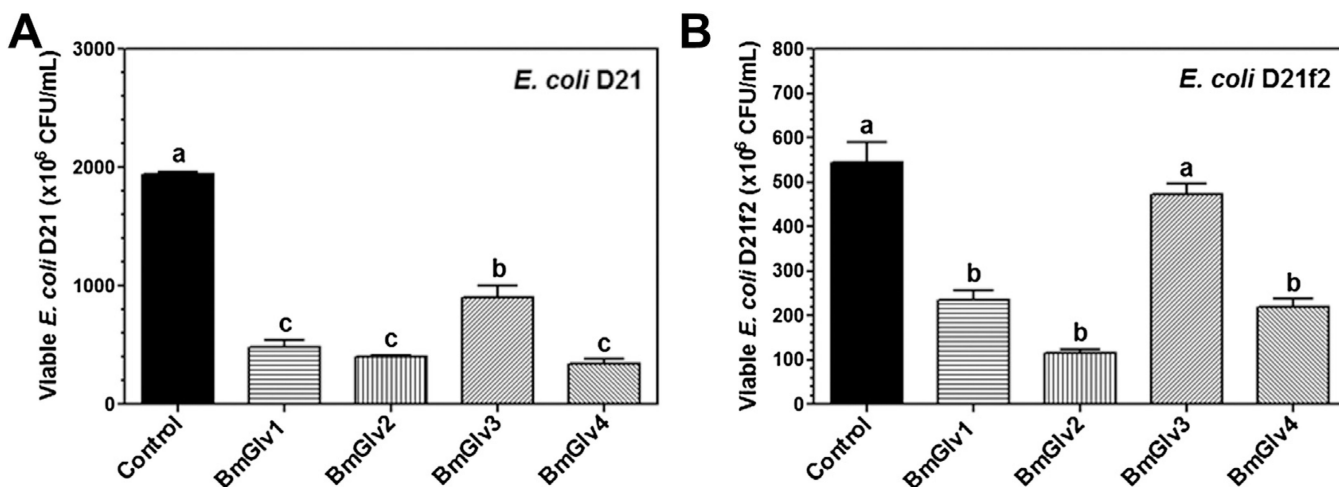 A
Viable E. coli D21 (x10⁶ CFU/mL)
3000
2000
1000
0
E. coli D21
a
c
c
b
c
Control
BmGlv1
BmGlv2
BmGlv3
BmGlv4
B
Viable E. coli D21f2 (x10⁶ CFU/mL)
800
700
600
500
400
300
200
100
0
E. coli D21f2
a
b
b
a
b
Control
BmGlv1
BmGlv2
BmGlv3
BmGlv4